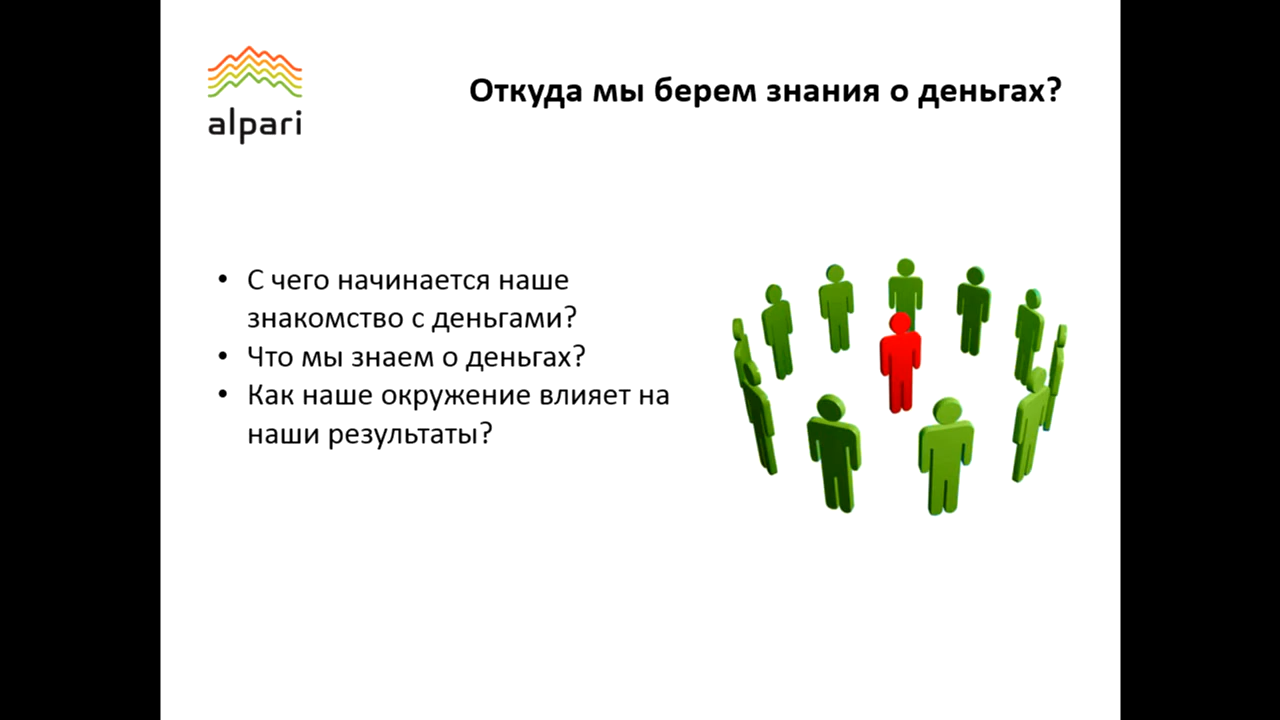 alpari
Откуда мы берем знания о деньгах?
• С чего начинается наше
знакомство с деньгами?
• Что мы знаем о деньгах?
• Как наше окружение влияет на
наши результаты?